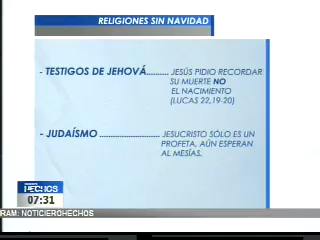 RELIGIONES SIN NAVIDAD
- TESTIGOS DE JEHOVÁ.......... JESÚS PIDIO RECORDAR
SU MUERTE NO
EL NACIMIENTO
(LUCAS 22,19-20)
- JUDAÍSMO ............................ JESUCRISTO SÓLO ES UN
PROFETA. AÚN ESPERAN
AL MESÍAS.
HECHOS
07:31
RAM: NOTICIEROHECHOS